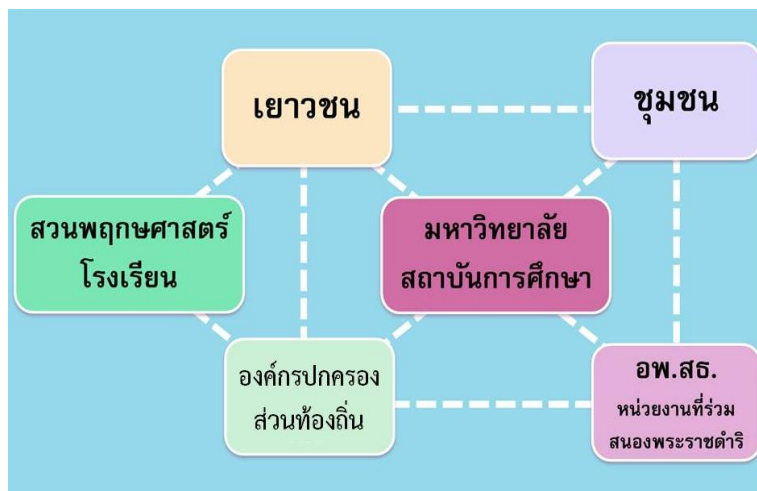 เยาวชน
ชุมชน
สวนพฤกษศาสตร์
โรงเรียน
มหาวิทยาลัย
สถาบันการศึกษา
องค์กรปกครอง
ส่วนท้องถิ่น
อพ.สธ.
หน่วยงานที่ร่วม
สนองพระราชดำริ